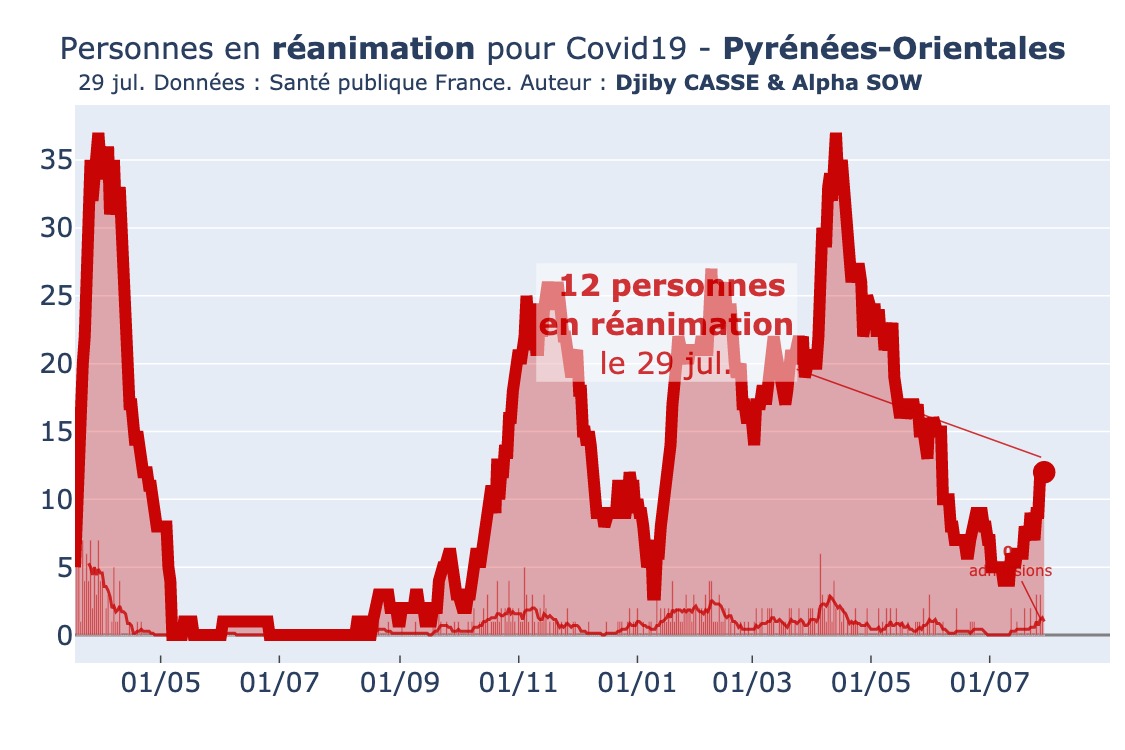 Personnes en réanimation pour Covid19 - Pyrénées-Orientales
29 jul. Données : Santé publique France. Auteur : Djiby CASSE & Alpha SOW
35
30
25
20
15
10
5
0
12 personnes
en réanimation
le 29 jul.
admissions
01/05 01/07 01/09 01/11 01/01 01/03 01/05 01/07